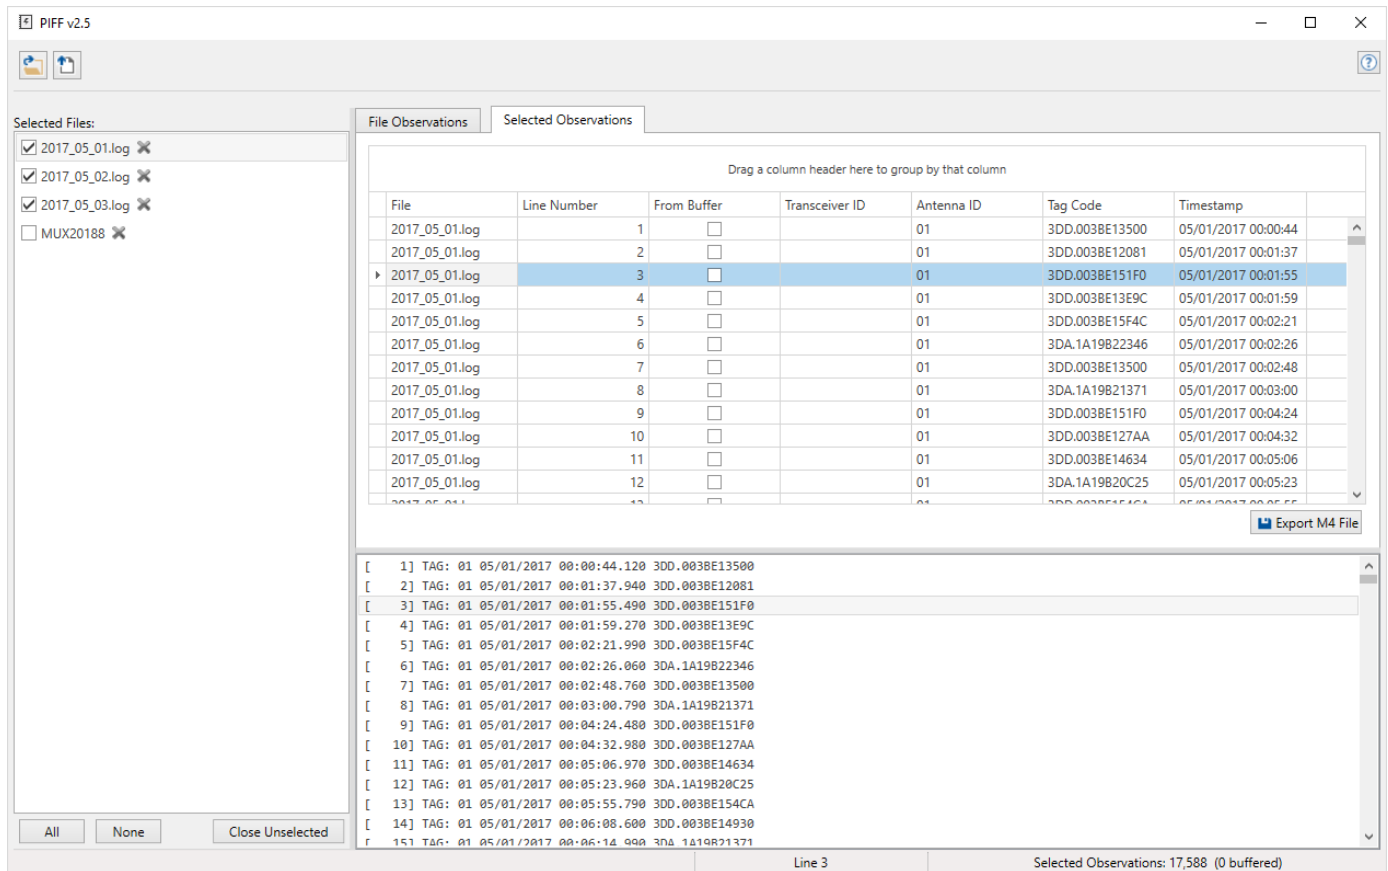 PIFF v2.5
Selected Files:
2017_05_01.log
2017_05_02.log
2017_05_03.log
MUX20188
All None Close Unselected
File Observations Selected Observations
Drag a column header here to group by that column
File Line Number From Buffer Transceiver ID Antenna ID Tag Code Timestamp
2017_05_01.log 1 01 3DD.003BE13500 05/01/2017 00:00:44
2017_05_01.log 2 01 3DD.003BE12081 05/01/2017 00:01:37
2017_05_01.log 3 01 3DD.003BE151F0 05/01/2017 00:01:55
2017_05_01.log 4 01 3DD.003BE13E9C 05/01/2017 00:01:59
2017_05_01.log 5 01 3DD.003BE15F4C 05/01/2017 00:02:21
2017_05_01.log 6 01 3DA.1A19B22346 05/01/2017 00:02:26
2017_05_01.log 7 01 3DD.003BE13500 05/01/2017 00:02:48
2017_05_01.log 8 01 3DA.1A19B21371 05/01/2017 00:03:00
2017_05_01.log 9 01 3DD.003BE151F0 05/01/2017 00:04:24
2017_05_01.log 10 01 3DD.003BE127AA 05/01/2017 00:04:32
2017_05_01.log 11 01 3DD.003BE14634 05/01/2017 00:05:06
2017_05_01.log 12 01 3DA.1A19B20C25 05/01/2017 00:05:23
Export M4 File
[ 1] TAG: 01 05/01/2017 00:00:44.120 3DD.003BE13500
[ 2] TAG: 01 05/01/2017 00:01:37.940 3DD.003BE12081
[ 3] TAG: 01 05/01/2017 00:01:55.490 3DD.003BE151F0
[ 4] TAG: 01 05/01/2017 00:01:59.270 3DD.003BE13E9C
[ 5] TAG: 01 05/01/2017 00:02:21.990 3DD.003BE15F4C
[ 6] TAG: 01 05/01/2017 00:02:26.060 3DA.1A19B22346
[ 7] TAG: 01 05/01/2017 00:02:48.760 3DD.003BE13500
[ 8] TAG: 01 05/01/2017 00:03:00.790 3DA.1A19B21371
[ 9] TAG: 01 05/01/2017 00:04:24.480 3DD.003BE151F0
[ 10] TAG: 01 05/01/2017 00:04:32.980 3DD.003BE127AA
[ 11] TAG: 01 05/01/2017 00:05:06.970 3DD.003BE14634
[ 12] TAG: 01 05/01/2017 00:05:23.960 3DA.1A19B20C25
[ 13] TAG: 01 05/01/2017 00:05:55.790 3DD.003BE154CA
[ 14] TAG: 01 05/01/2017 00:06:08.600 3DD.003BE14930
[ 15] TAG: 01 05/01/2017 00:06:14.990 3DA.1A19B21371
Line 3 Selected Observations: 17,588 (0 buffered)